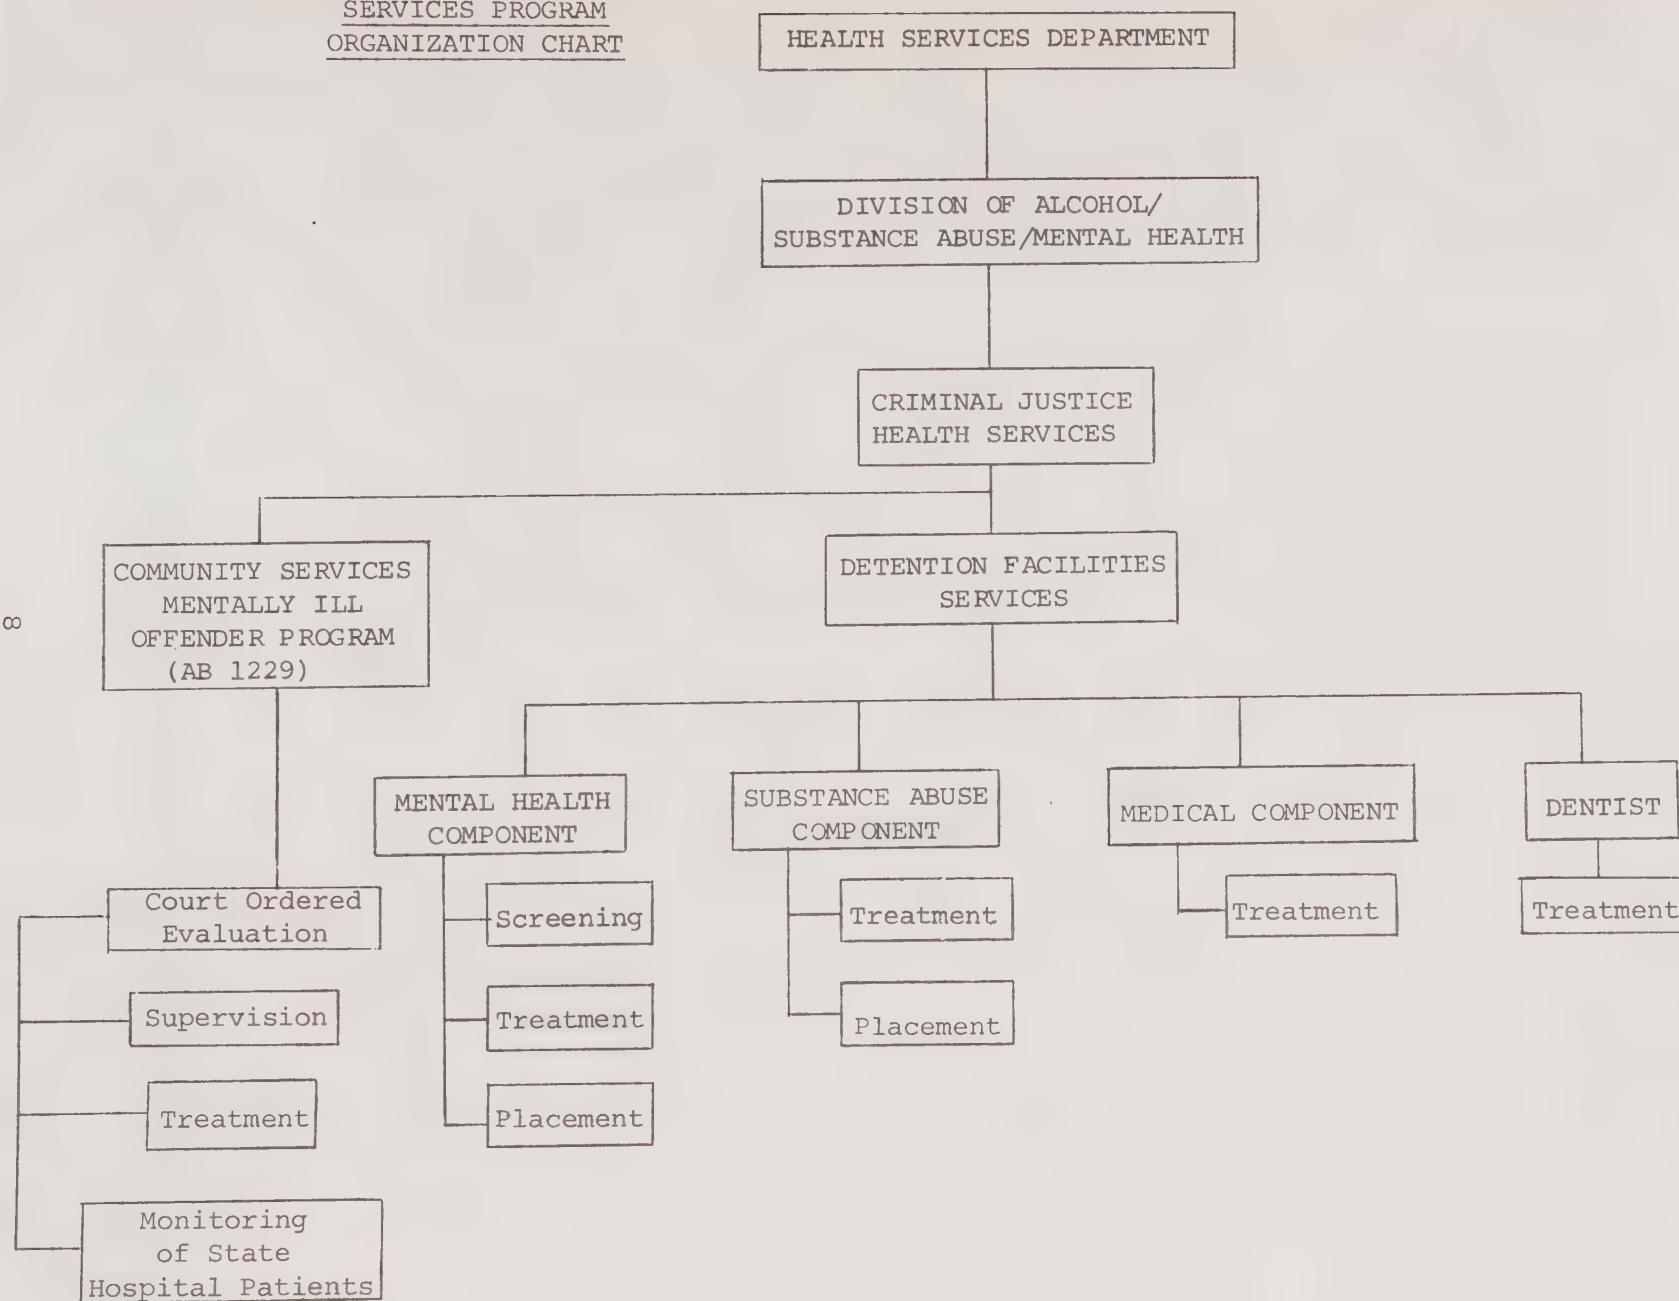 SERVICES PROGRAM
ORGANIZATION CHART
HEALTH SERVICES DEPARTMENT
DIVISION OF ALCOHOL/
SUBSTANCE ABUSE/MENTAL HEALTH
CRIMINAL JUSTICE
HEALTH SERVICES
COMMUNITY SERVICES
MENTALLY ILL
OFFENDER PROGRAM
(AB 1229)
DETENTION FACILITIES
SERVICES
8
MENTAL HEALTH
COMPONENT
SUBSTANCE ABUSE
COMPONENT
MEDICAL COMPONENT
DENTIST
Court Ordered
Evaluation
Supervision
Treatment
Monitoring
of State
Hospital Patients
Screening
Treatment
Placement
Treatment
Placement
Treatment
Treatment